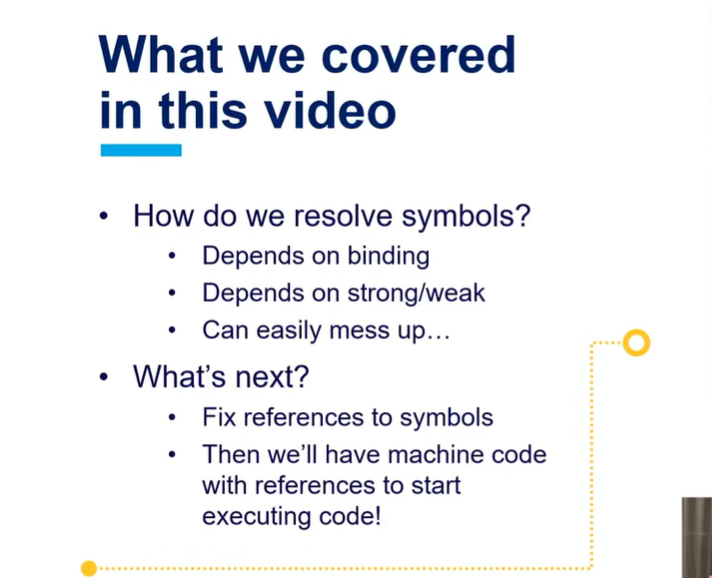 What we covered
in this video
• How do we resolve symbols?
• Depends on binding
• Depends on strong/weak
• Can easily mess up…
• What’s next?
• Fix references to symbols
• Then we’ll have machine code
with references to start
executing code!